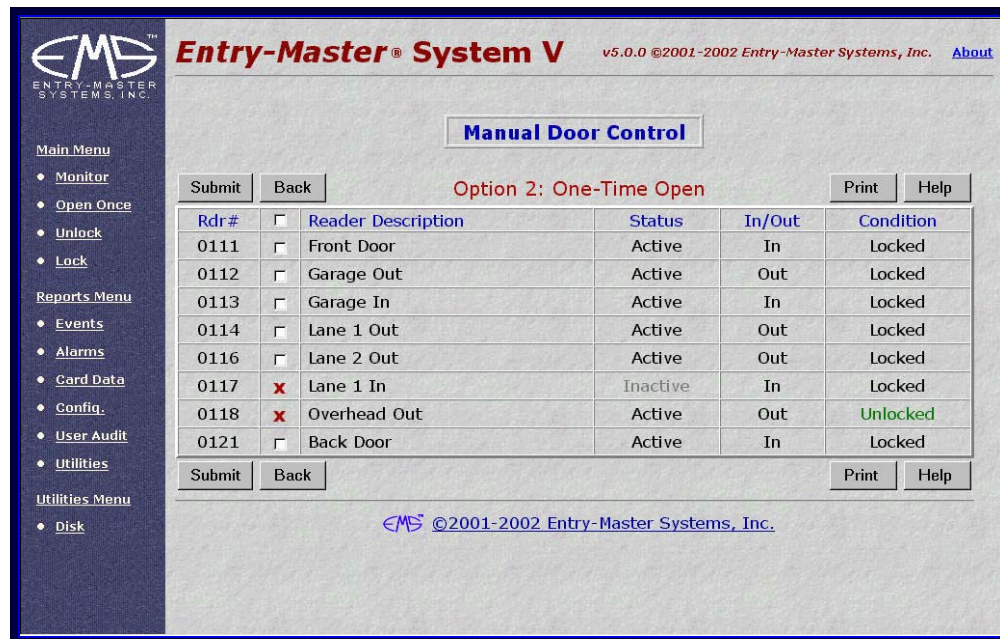 EMS TM
ENTRY-MASTER
SYSTEMS, INC.
Entry-Master® System V v5.0.0 ©2001-2002 Entry-Master Systems, Inc. About
Main Menu
Monitor
Open Once
Unlock
Lock
Reports Menu
Events
Alarms
Card Data
Config.
User Audit
Utilities
Utilities Menu
Disk
Manual Door Control
Submit Back Option 2: One-Time Open Print Help
Rdr# Reader Description Status In/Out Condition
0111 Front Door Active In Locked
0112 Garage Out Active Out Locked
0113 Garage In Active In Locked
0114 Lane 1 Out Active Out Locked
0116 Lane 2 Out Active Out Locked
0117 x Lane 1 In Inactive In Locked
0118 x Overhead Out Active Out Unlocked
0121 Back Door Active In Locked
Submit Back Print Help
EMS ©2001-2002 Entry-Master Systems, Inc.